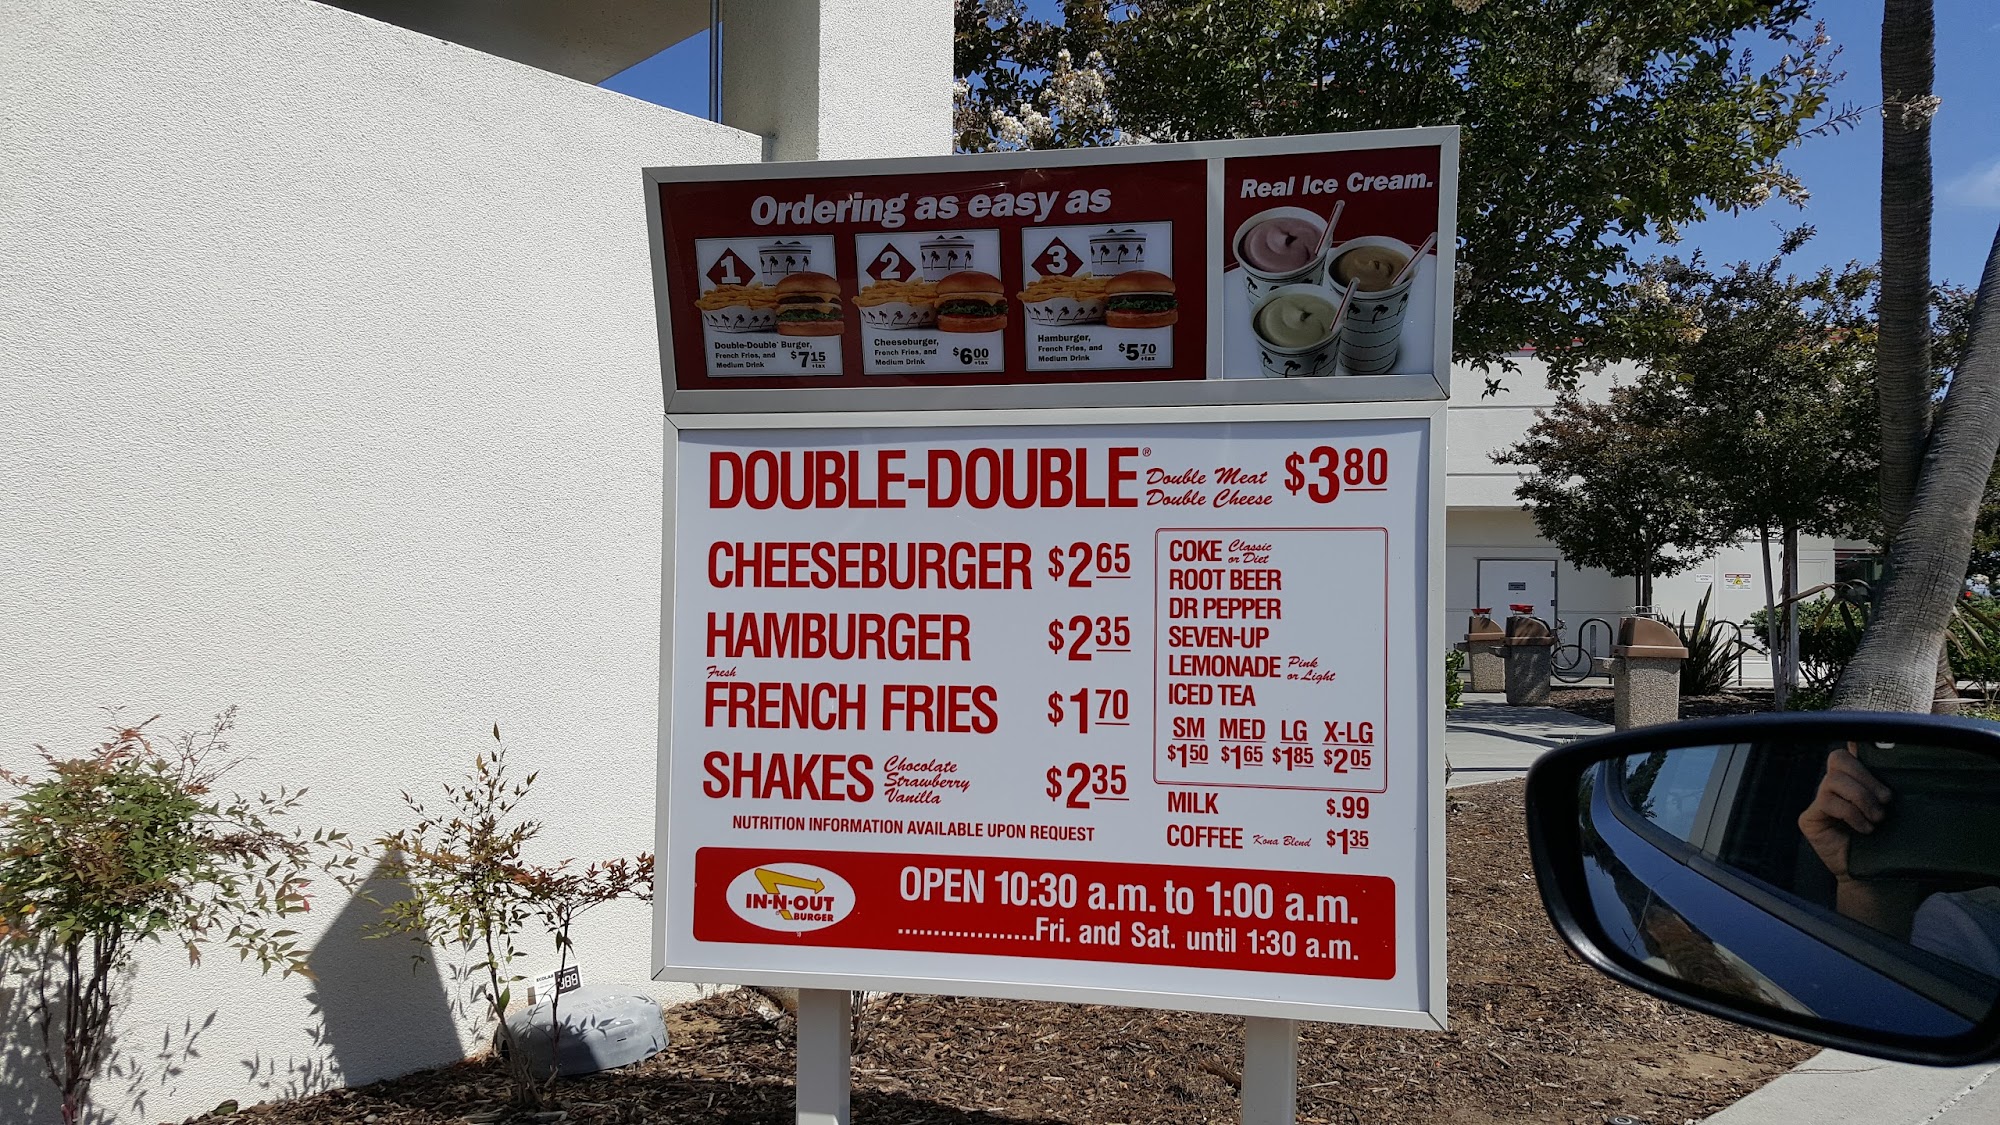 Ordering as easy as
1
Double-Double® Burger,
French Fries, and
Medium Drink
$7 15
+tax
2
Cheeseburger,
French Fries, and
Medium Drink
$6 00
+tax
3
Hamburger,
French Fries, and
Medium Drink
$5 70
+tax
Real Ice Cream.
DOUBLE-DOUBLE® Double Meat
Double Cheese
$3 80
CHEESEBURGER $2 65
HAMBURGER $2 35
Fresh
FRENCH FRIES $1 70
SHAKES Chocolate
Strawberry
Vanilla
$2 35
NUTRITION INFORMATION AVAILABLE UPON REQUEST
COKE Classic
or Diet
ROOT BEER
DR PEPPER
SEVEN-UP
LEMONADE Pink
or Light
ICED TEA
SM MED LG X-LG
$1 50 $1 65 $1 85 $2 05
MILK $.99
COFFEE Kona Blend $1 35
IN-N-OUT
BURGER
OPEN 10:30 a.m. to 1:00 a.m.
...................Fri. and Sat. until 1:30 a.m.
ECOLAB
388